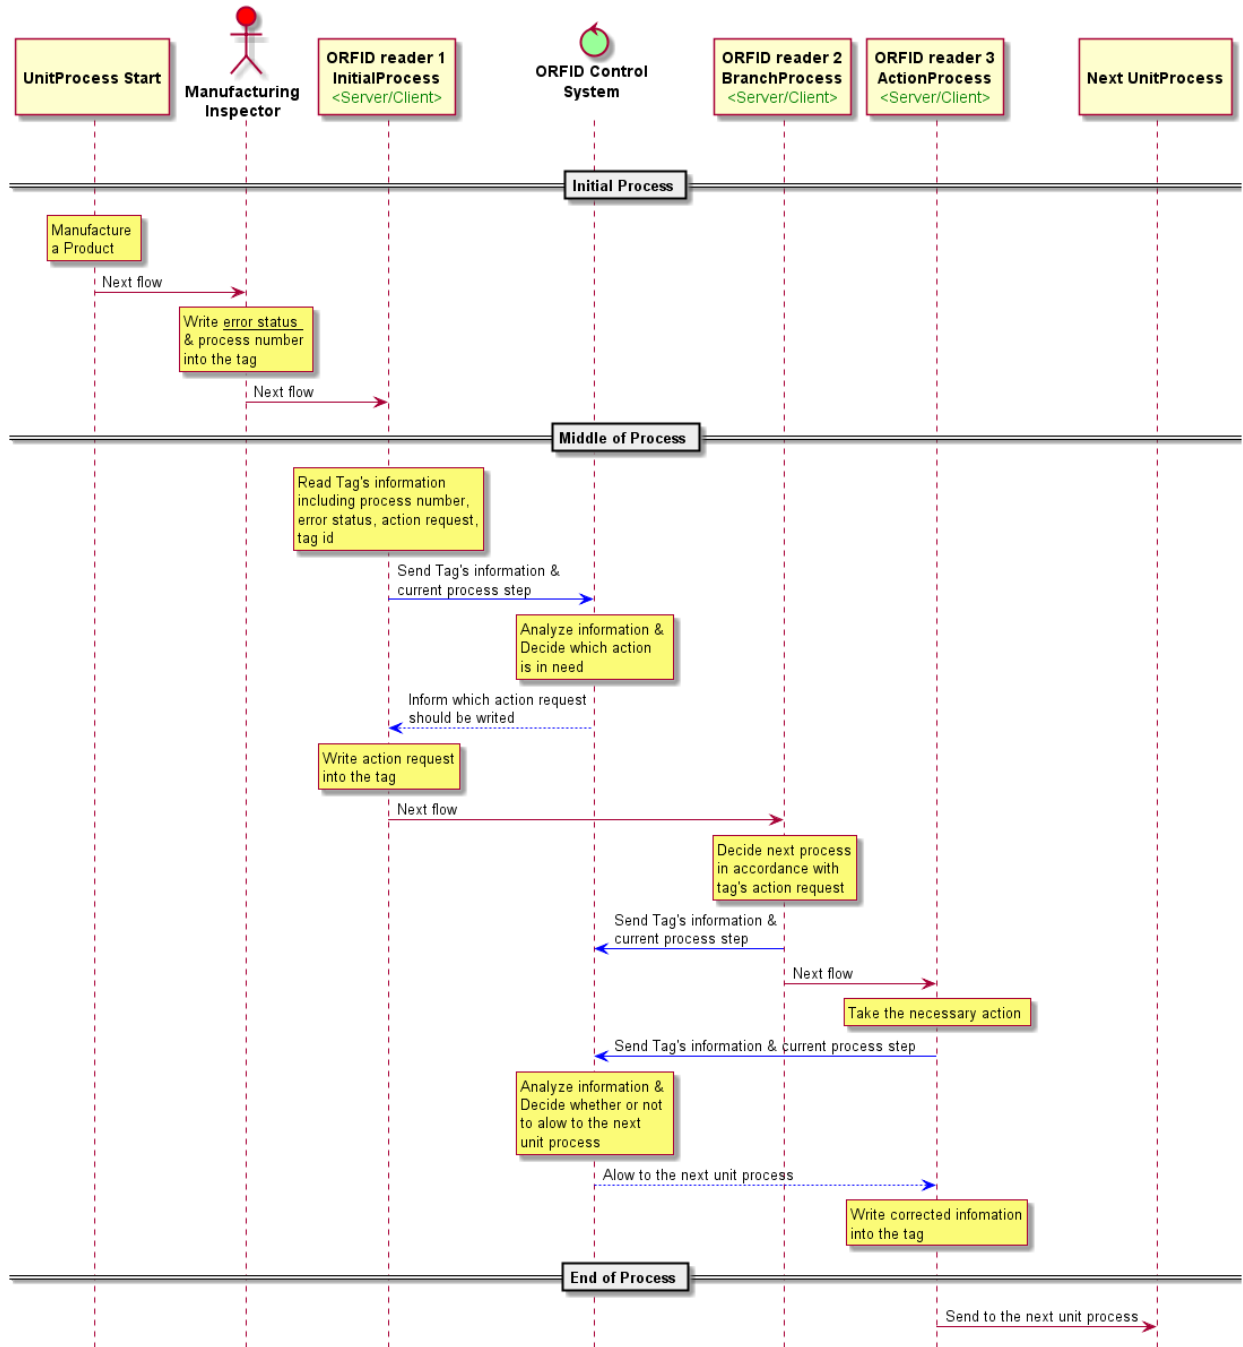 UnitProcess Start
Manufacturing
Inspector
ORFID reader 1
InitialProcess
<Server/Client>
ORFID Control
System
ORFID reader 2
BranchProcess
<Server/Client>
ORFID reader 3
ActionProcess
<Server/Client>
Next UnitProcess
Initial Process
Manufacture
a Product
Next flow
Write error status
& process number
into the tag
Next flow
Middle of Process
Read Tag's information
including process number,
error status, action request,
tag id
Send Tag's information &
current process step
Analyze information &
Decide which action
is in need
Inform which action request
should be writed
Write action request
into the tag
Next flow
Decide next process
in accordance with
tag's action request
Send Tag's information &
current process step
Next flow
Take the necessary action
Send Tag's information & current process step
Analyze information &
Decide whether or not
to alow to the next
unit process
Alow to the next unit process
Write corrected infomation
into the tag
End of Process
Send to the next unit process